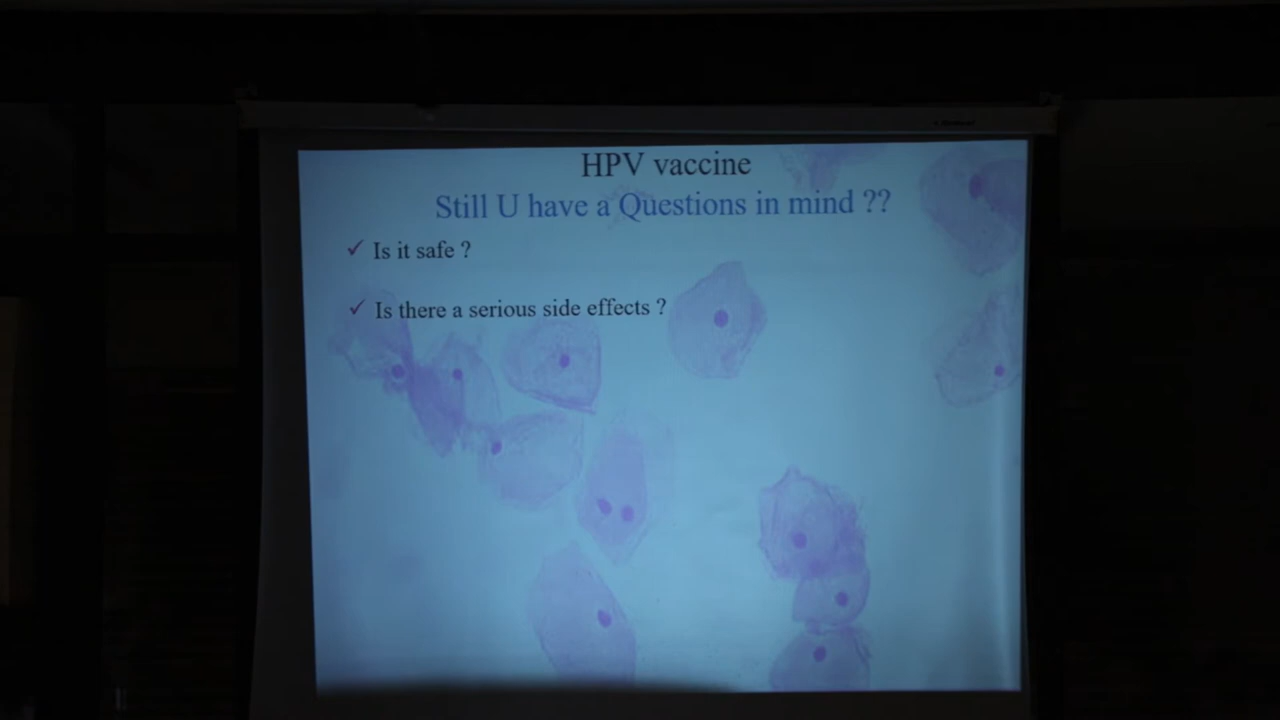 HPV vaccine
Still U have a Questions in mind ??
✓ Is it safe ?
✓ Is there a serious side effects ?